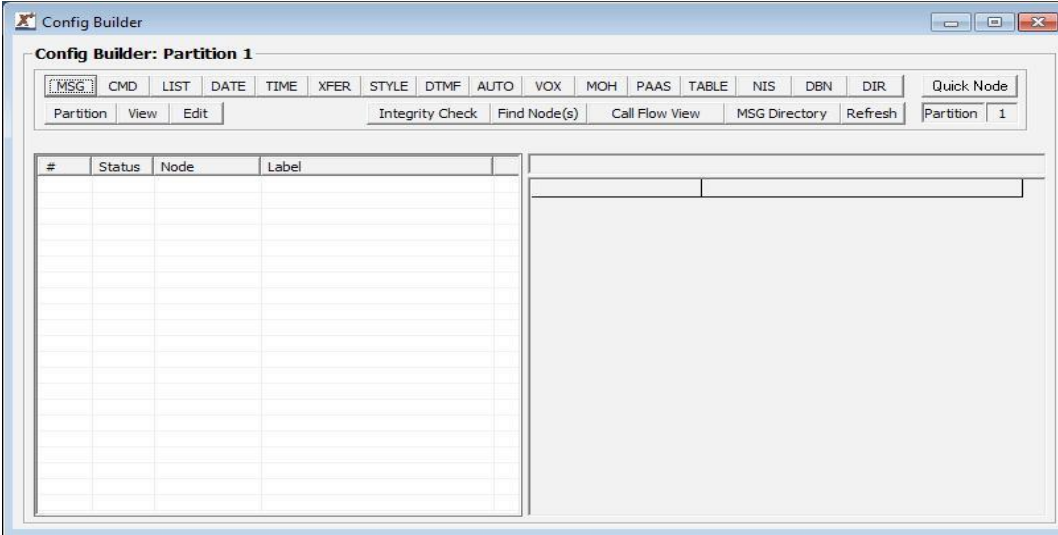 Config Builder
Config Builder: Partition 1
MSG CMD LIST DATE TIME XFER STYLE DTMF AUTO VOX MOH PAAS TABLE NIS DBN DIR Quick Node
Partition View Edit Integrity Check Find Node(s) Call Flow View MSG Directory Refresh Partition 1
# Status Node Label